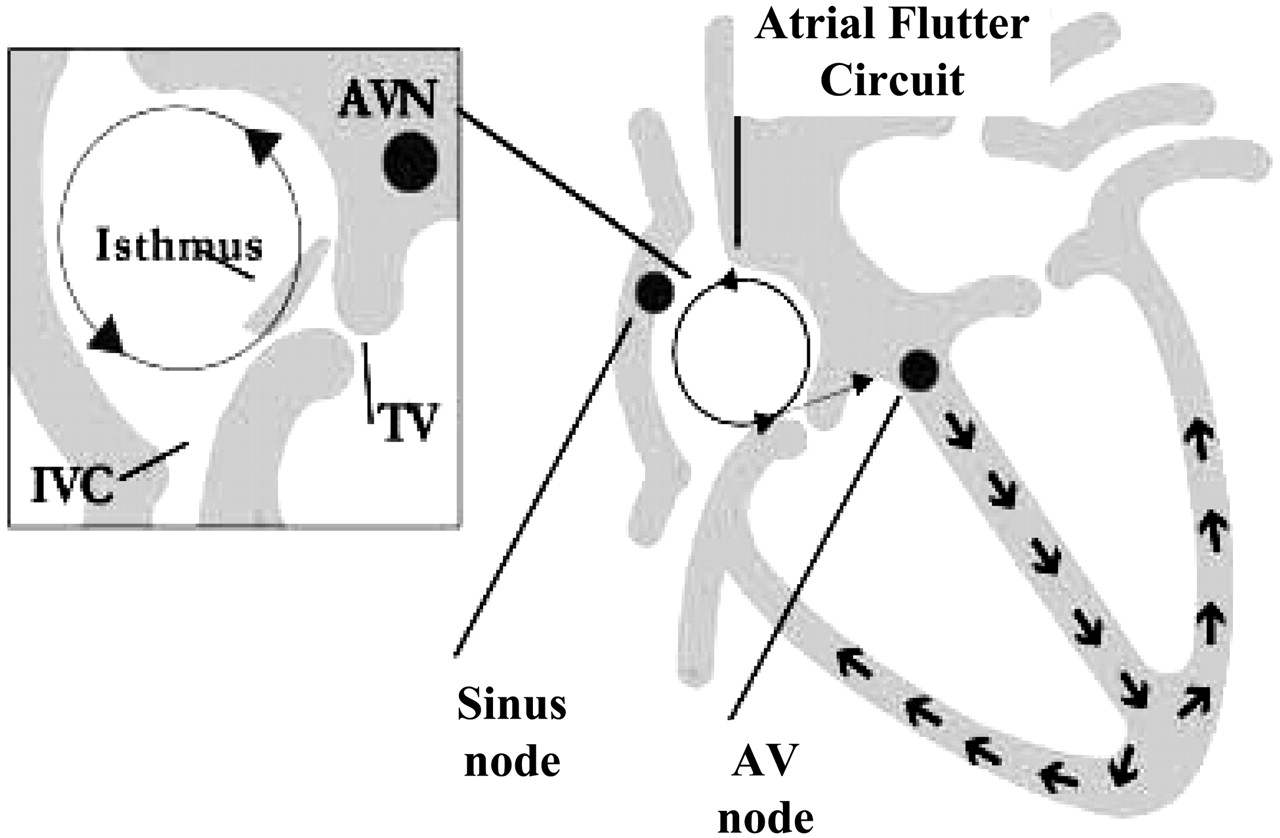 Atrial Flutter
Circuit
AVN
Isthmus
TV
IVC
Sinus
node
AV
node